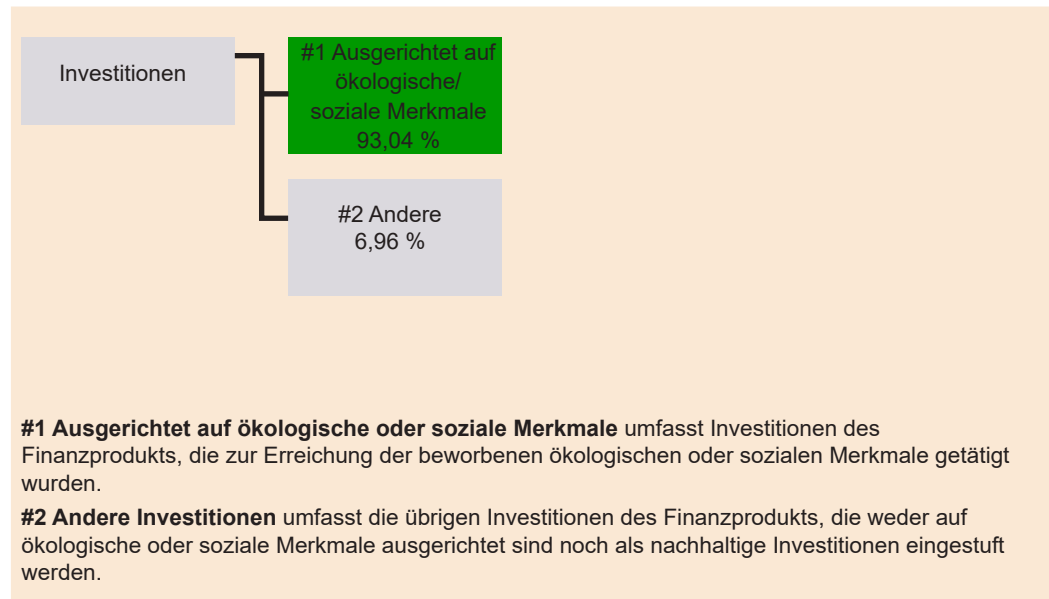 Investitionen
#1 Ausgerichtet auf
ökologische/
soziale Merkmale
93,04 %
#2 Andere
6,96 %
#1 Ausgerichtet auf ökologische oder soziale Merkmale umfasst Investitionen des
Finanzprodukts, die zur Erreichung der beworbenen ökologischen oder sozialen Merkmale getätigt
wurden.
#2 Andere Investitionen umfasst die übrigen Investitionen des Finanzprodukts, die weder auf
ökologische oder soziale Merkmale ausgerichtet sind noch als nachhaltige Investitionen eingestuft
werden.